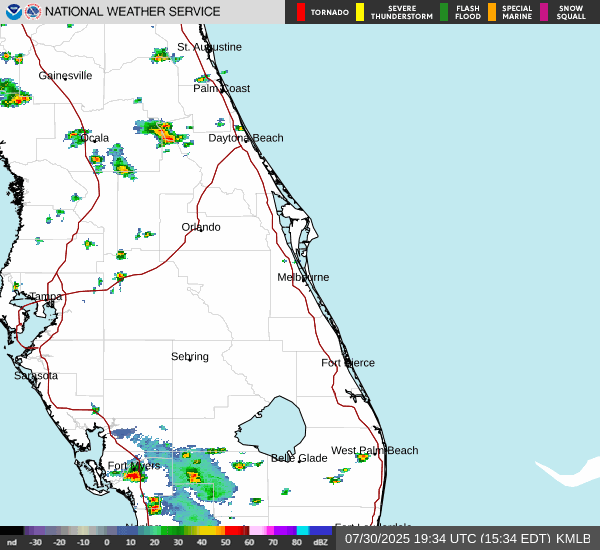 NATIONAL WEATHER SERVICE
TORNADO
SEVERE THUNDERSTORM
FLASH FLOOD
SPECIAL MARINE
SNOW SQUALL
St. Augustine
Gainesville
Palm Coast
Ocala
Daytona Beach
Orlando
Melbourne
Tampa
Sebring
Fort Pierce
Sarasota
West Palm Beach
Belle Glade
Fort Myers
nd -30 -20 -10 0 10 20 30 40 50 60 70 80 dBZ
07/30/2025 19:34 UTC (15:34 EDT) KMLB